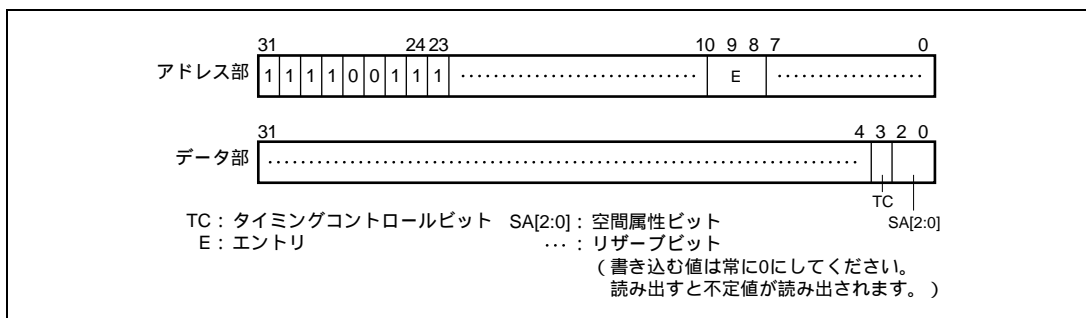 31 24 23 10 9 8 7 0
アドレス部 1 1 1 1 0 0 1 1 1 ………………………… E ………………
31 4 3 2 0
データ部 ……………………………………………………………
TC SA[2:0]
TC：タイミングコントロールビット SA[2:0]：空間属性ビット
E：エントリ …：リザーブビット
（書き込む値は常に0にしてください。
読み出すと不定値が読み出されます。）